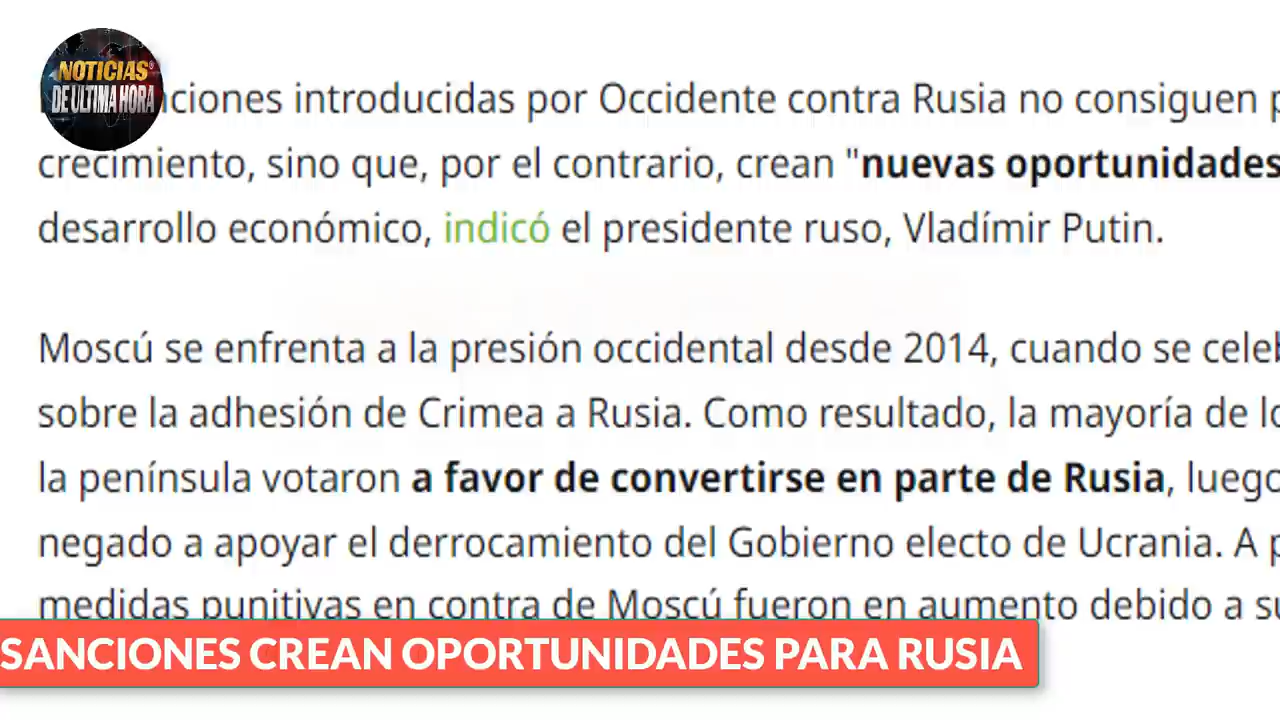 NOTICIAS
DE ULTIMA HORA
ciones introducidas por Occidente contra Rusia no consiguen
crecimiento, sino que, por el contrario, crean "nuevas oportunidades
desarrollo económico, indicó el presidente ruso, Vladímir Putin.
Moscú se enfrenta a la presión occidental desde 2014, cuando se celeb
sobre la adhesión de Crimea a Rusia. Como resultado, la mayoría de lo
la península votaron a favor de convertirse en parte de Rusia, luego
negado a apoyar el derrocamiento del Gobierno electo de Ucrania. A p
medidas punitivas en contra de Moscú fueron en aumento debido a su
SANCIONES CREAN OPORTUNIDADES PARA RUSIA